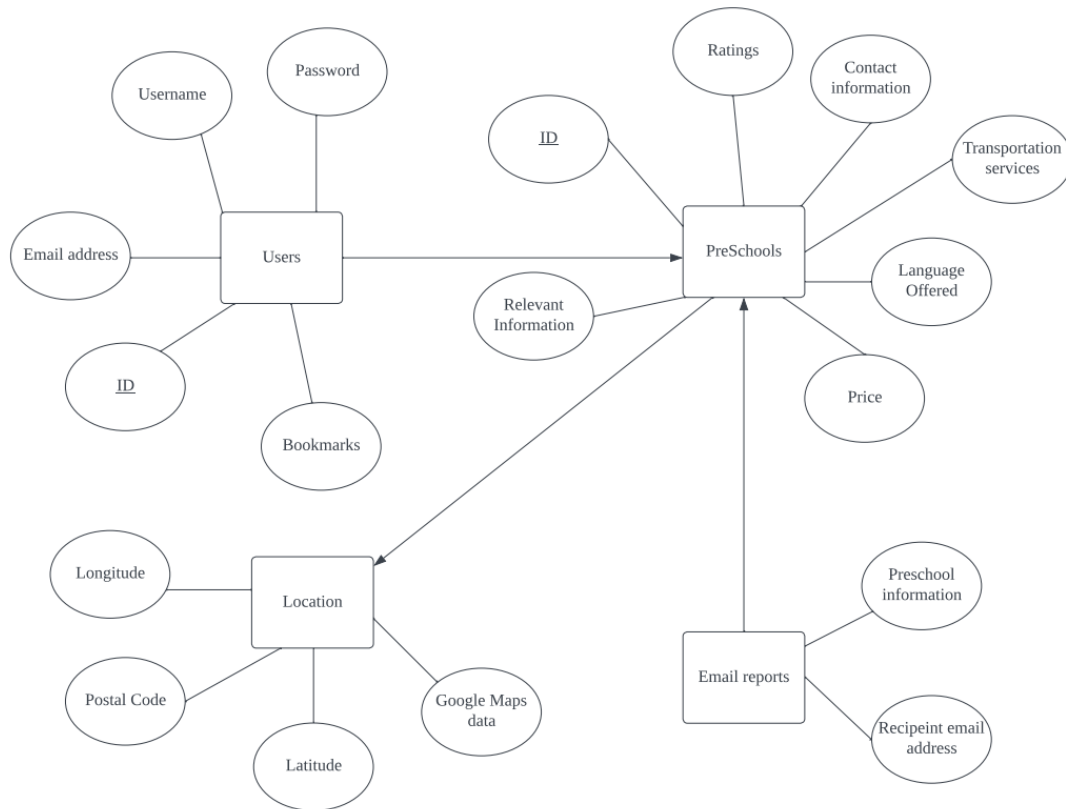 Ratings
Password
Contact
information
Username
ID
Transportation
services
Email address
Users
PreSchools
Language
Offered
Relevant
Information
ID
Price
Bookmarks
Longitude
Location
Preschool
information
Postal Code
Google Maps
data
Email reports
Latitude
Recipeint email
address